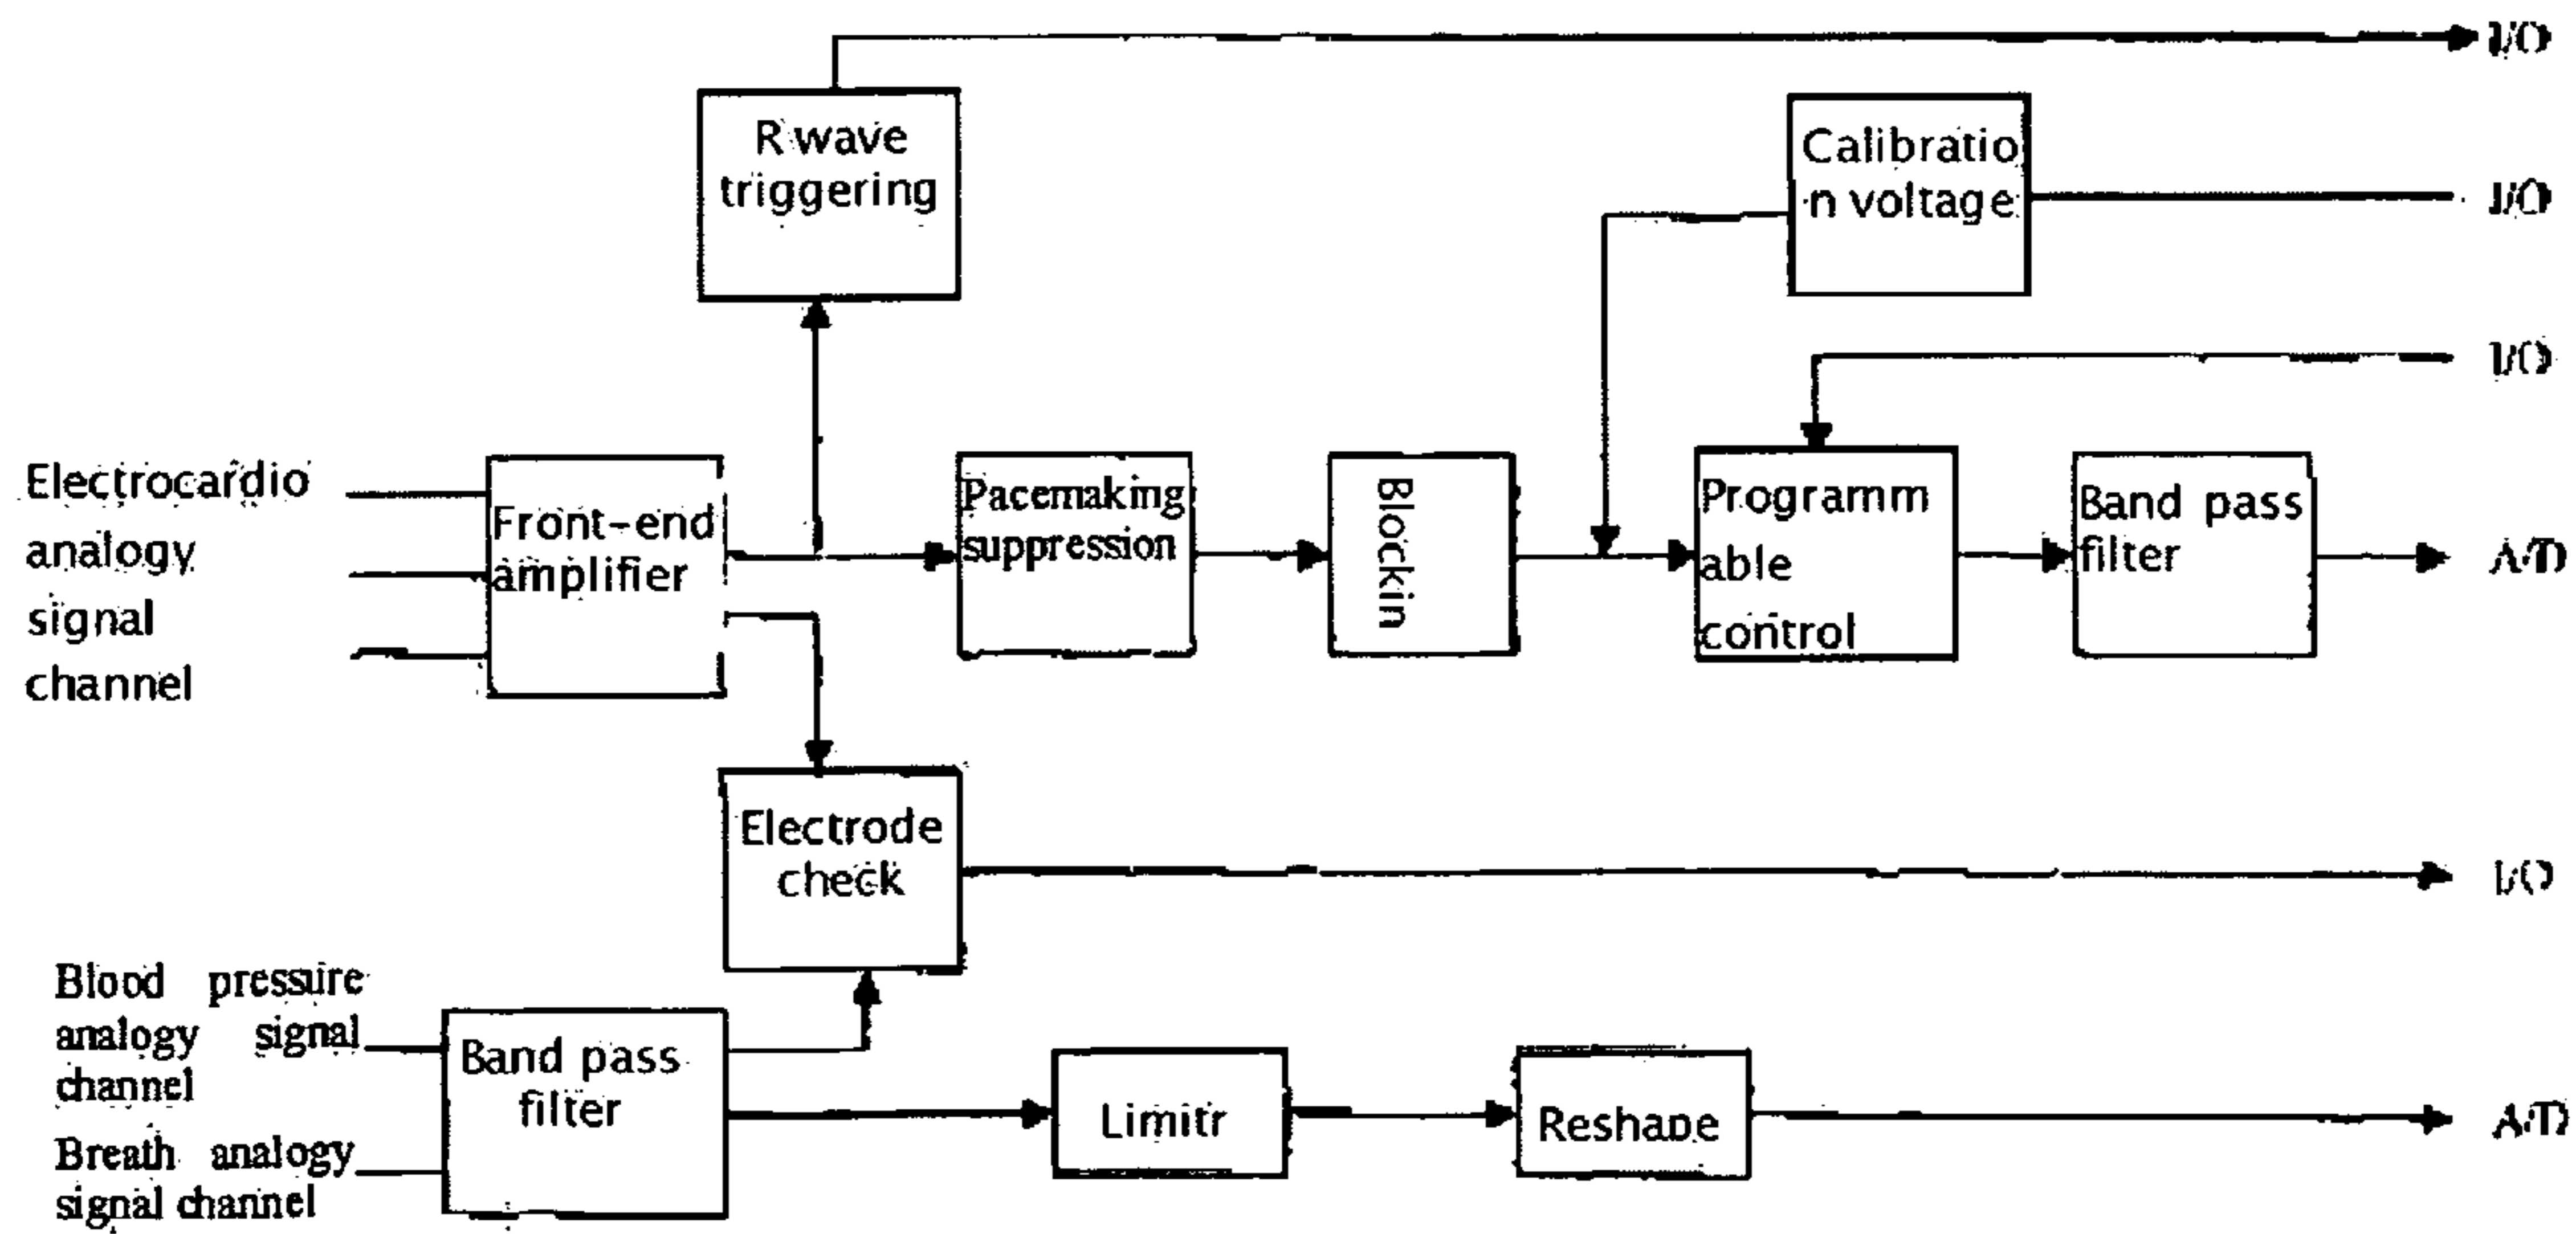 I/O
R wave
triggering
Calibratio
n voltage
I/O
I/O
Electrocardio
analogy
signal
channel
Front-end
amplifier
Pacemaking
suppression
Blockin
Programm
able
control
Band pass
filter
A/D
Electrode
check
I/O
Blood pressure
analogy signal
channel
Breath analogy
signal channel
Band pass
filter
Limitr
Reshape
A/D